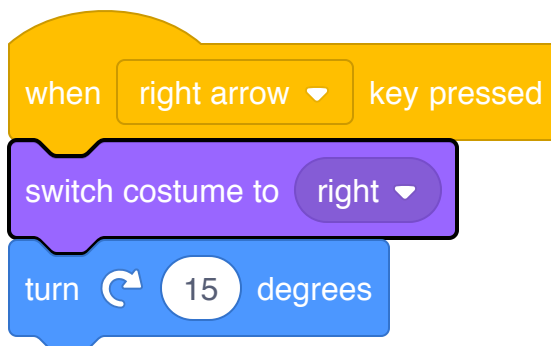 when right arrow key pressed
switch costume to right
turn 15 degrees